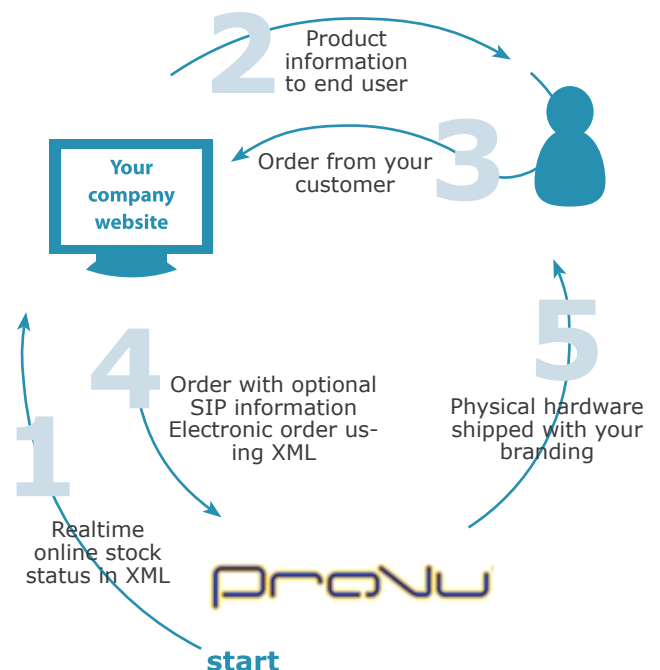 2
Product
information
to end user
3
Order from your
customer
Your
company
website
4
Order with optional
SIP information
Electronic order us-
ing XML
5
Physical hardware
shipped with your
branding
1
Realtime
online stock
status in XML
ProVu
start